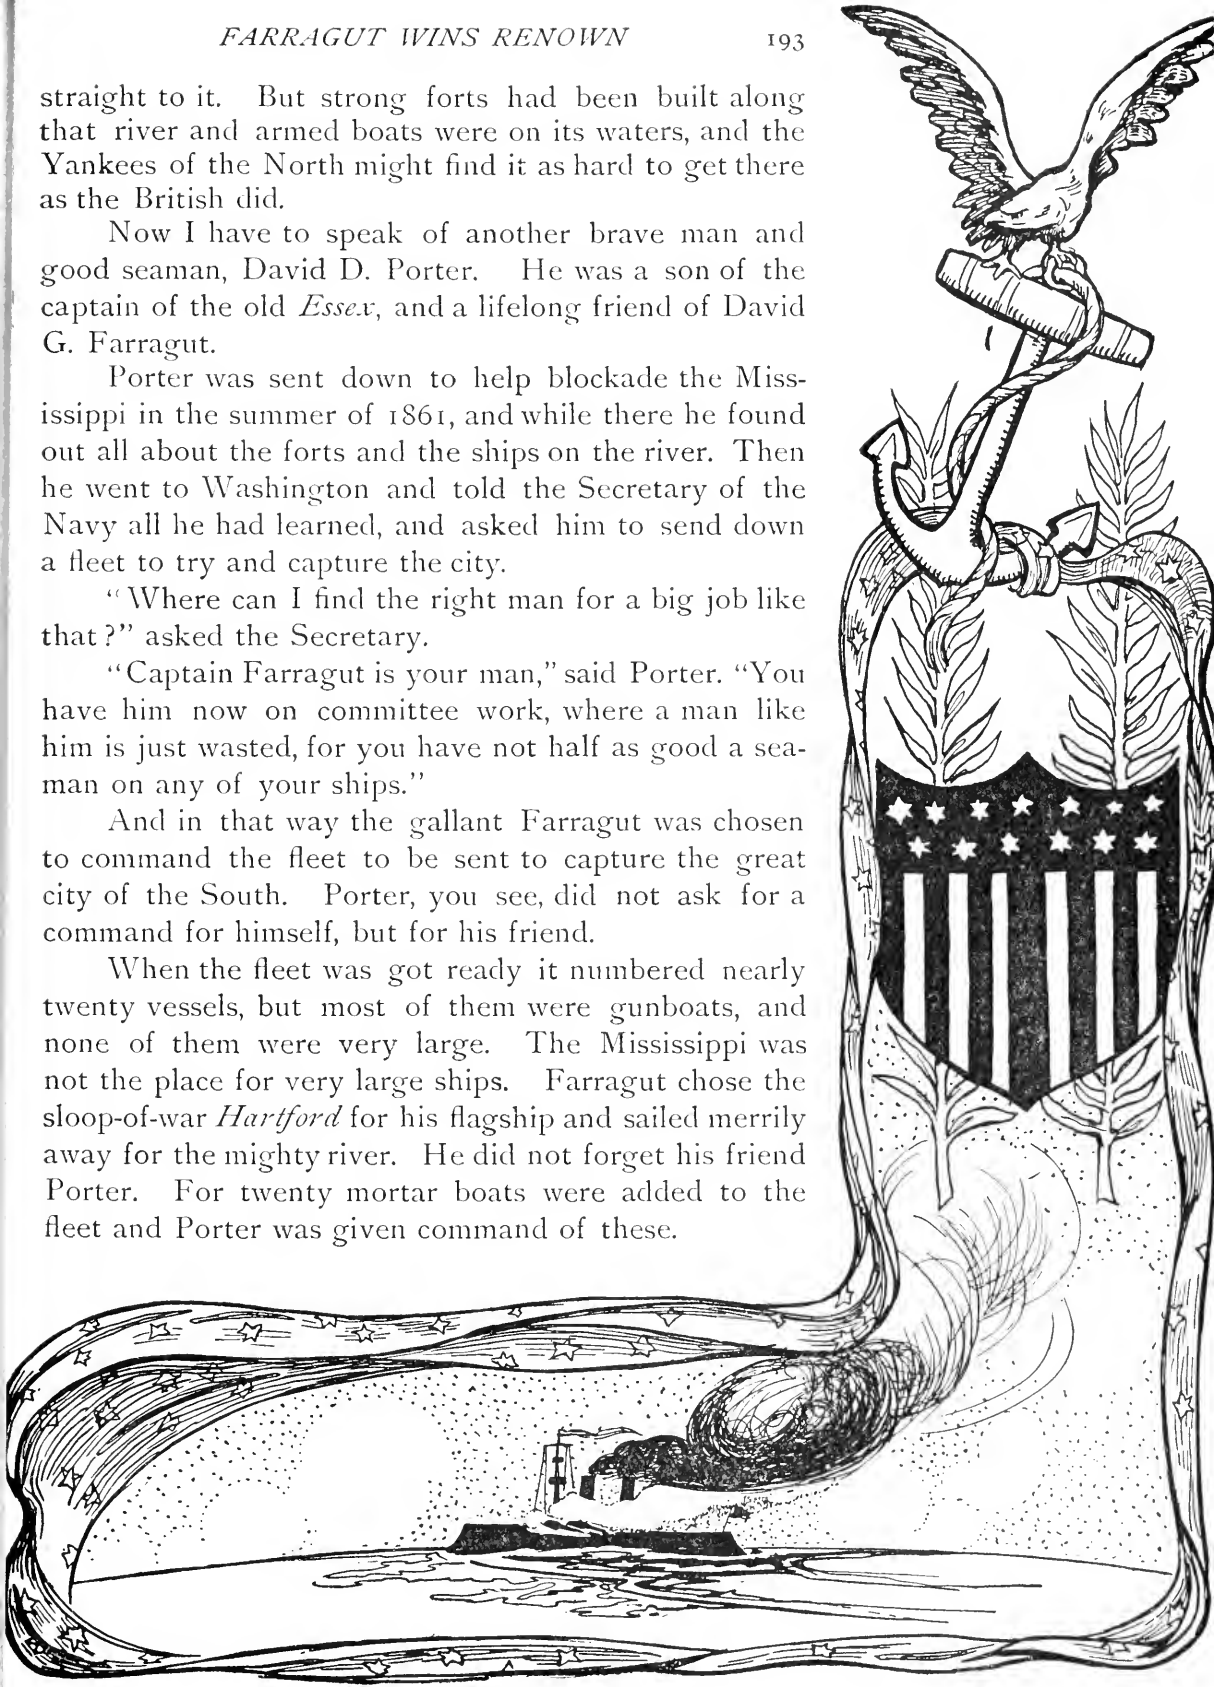 FARRAGUT WINS RENOWN 193
straight to it. But strong forts had been built along
that river and armed boats were on its waters, and the
Yankees of the North might find it as hard to get there
as the British did.
Now I have to speak of another brave man and
good seaman, David D. Porter. He was a son of the
captain of the old Essex, and a lifelong friend of David
G. Farragut.
Porter was sent down to help blockade the Miss-
issippi in the summer of 1861, and while there he found
out all about the forts and the ships on the river. Then
he went to Washington and told the Secretary of the
Navy all he had learned, and asked him to send down
a fleet to try and capture the city.
"Where can I find the right man for a big job like
that?" asked the Secretary.
"Captain Farragut is your man," said Porter. "You
have him now on committee work, where a man like
him is just wasted, for you have not half as good a sea-
man on any of your ships."
And in that way the gallant Farragut was chosen
to command the fleet to be sent to capture the great
city of the South. Porter, you see, did not ask for a
command for himself, but for his friend.
When the fleet was got ready it numbered nearly
twenty vessels, but most of them were gunboats, and
none of them were very large. The Mississippi was
not the place for very large ships. Farragut chose the
sloop-of-war Hartford for his flagship and sailed merrily
away for the mighty river. He did not forget his friend
Porter. For twenty mortar boats were added to the
fleet and Porter was given command of these.